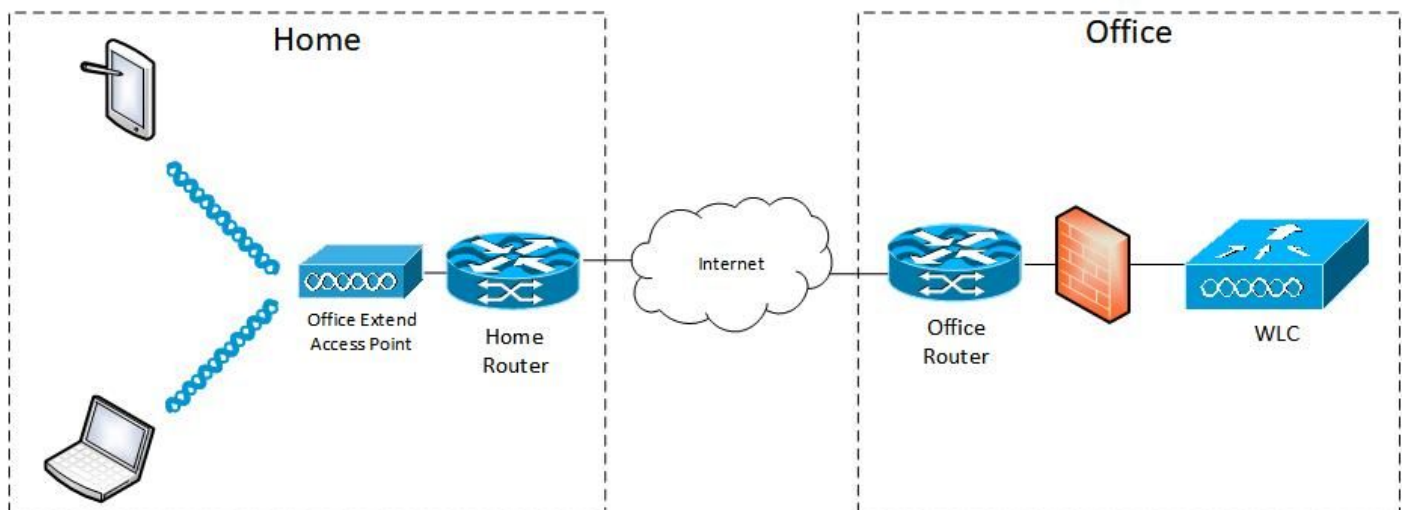 Home
Office
Internet
Office Extend
Access Point
Home
Router
Office
Router
WLC